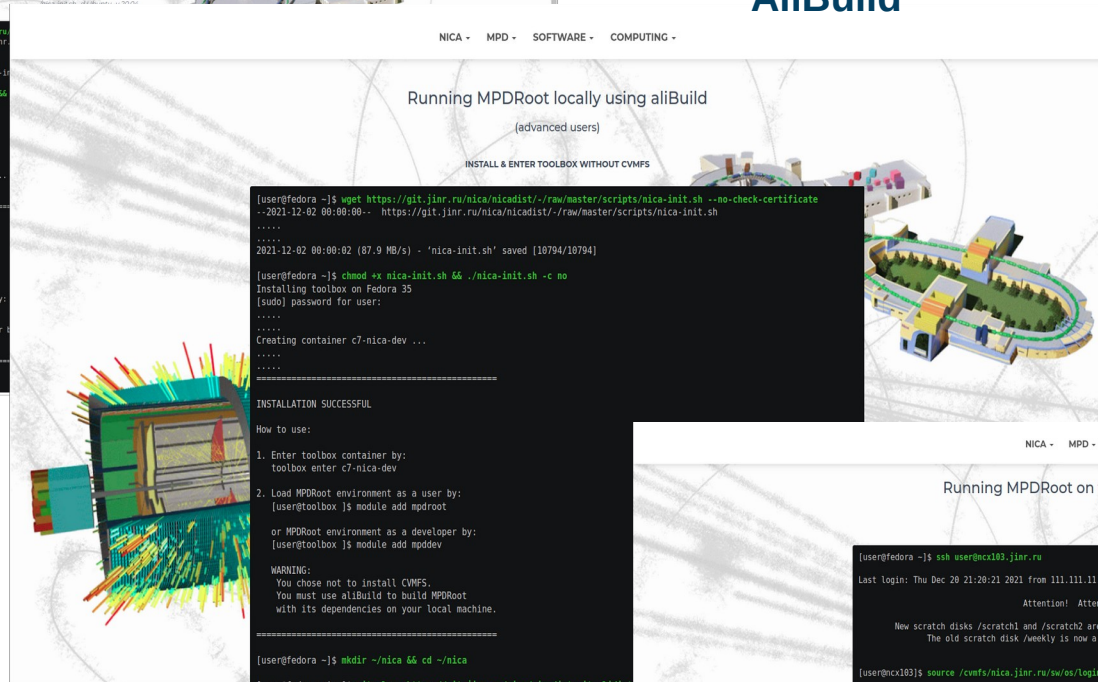 AliBuild
NICA MPD SOFTWARE COMPUTING
Running MPDRoot locally using aliBuild
(advanced users)
INSTALL & ENTER TOOLBOX WITHOUT CVMFS
[user@fedora ~]$ wget https://git.jinr.ru/nica/nicadist/-/raw/master/scripts/nica-init.sh --no-check-certificate
--2021-12-02 00:00:00-- https://git.jinr.ru/nica/nicadist/-/raw/master/scripts/nica-init.sh
.....
.....
2021-12-02 00:00:02 (87.9 MB/s) - ‘nica-init.sh’ saved [10794/10794]
[user@fedora ~]$ chmod +x nica-init.sh && ./nica-init.sh -c no
Installing toolbox on Fedora 35
[sudo] password for user:
.....
.....
Creating container c7-nica-dev ...
.....
.....
================================================
INSTALLATION SUCCESSFUL
How to use:
1. Enter toolbox container by:
toolbox enter c7-nica-dev
2. Load MPDRoot environment as a user by:
[user@toolbox ]$ module add mpdroot
or MPDRoot environment as a developer by:
[user@toolbox ]$ module add mpddev
WARNING:
You chose not to install CVMFS.
You must use aliBuild to build MPDRoot
with its dependencies on your local machine.
================================================
[user@fedora ~]$ mkdir ~/nica && cd ~/nica
NICA MPD
Running MPDRoot on
[user@fedora ~]$ ssh user@ncx103.jinr.ru
Last login: Thu Dec 20 21:20:21 2021 from 111.111.11
Attention! Atte
New scratch disks /scratch1 and /scratch2 are
The old scratch disk /weekly is now a
[user@ncx103]$ source /cvmfs/nica.jinr.ru/sw/os/login